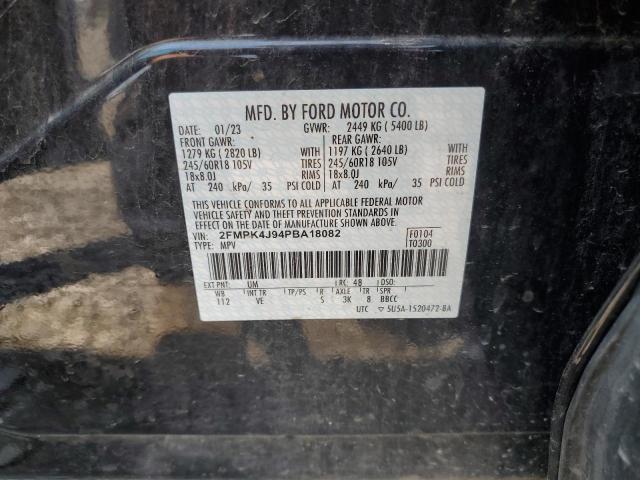 MFD. BY FORD MOTOR CO.
DATE: 01/23 GVWR: 2449 KG ( 5400 LB)
FRONT GAWR: REAR GAWR:
1279 KG ( 2820 LB) WITH 1197 KG ( 2640 LB) WITH
245/60R18 105V TIRES 245/60R18 105V TIRES
18x8.0J RIMS 18x8.0J RIMS
AT 240 kPa/ 35 PSI COLD AT 240 kPa/ 35 PSI COLD
THIS VEHICLE CONFORMS TO ALL APPLICABLE FEDERAL MOTOR
VEHICLE SAFETY AND THEFT PREVENTION STANDARDS IN
EFFECT ON THE DATE OF MANUFACTURE SHOWN ABOVE.
VEHICLE: 2FMPK4J94PBA18082 F0104
TYPE: MPV T0300
EXT PNT: UM RC: 48 DSO:
WB INT TR TP/PS R AXLE TR SPR
112 VE 5 3K 8 BBCC
UTC ▽ 5U5A-1520472-BA